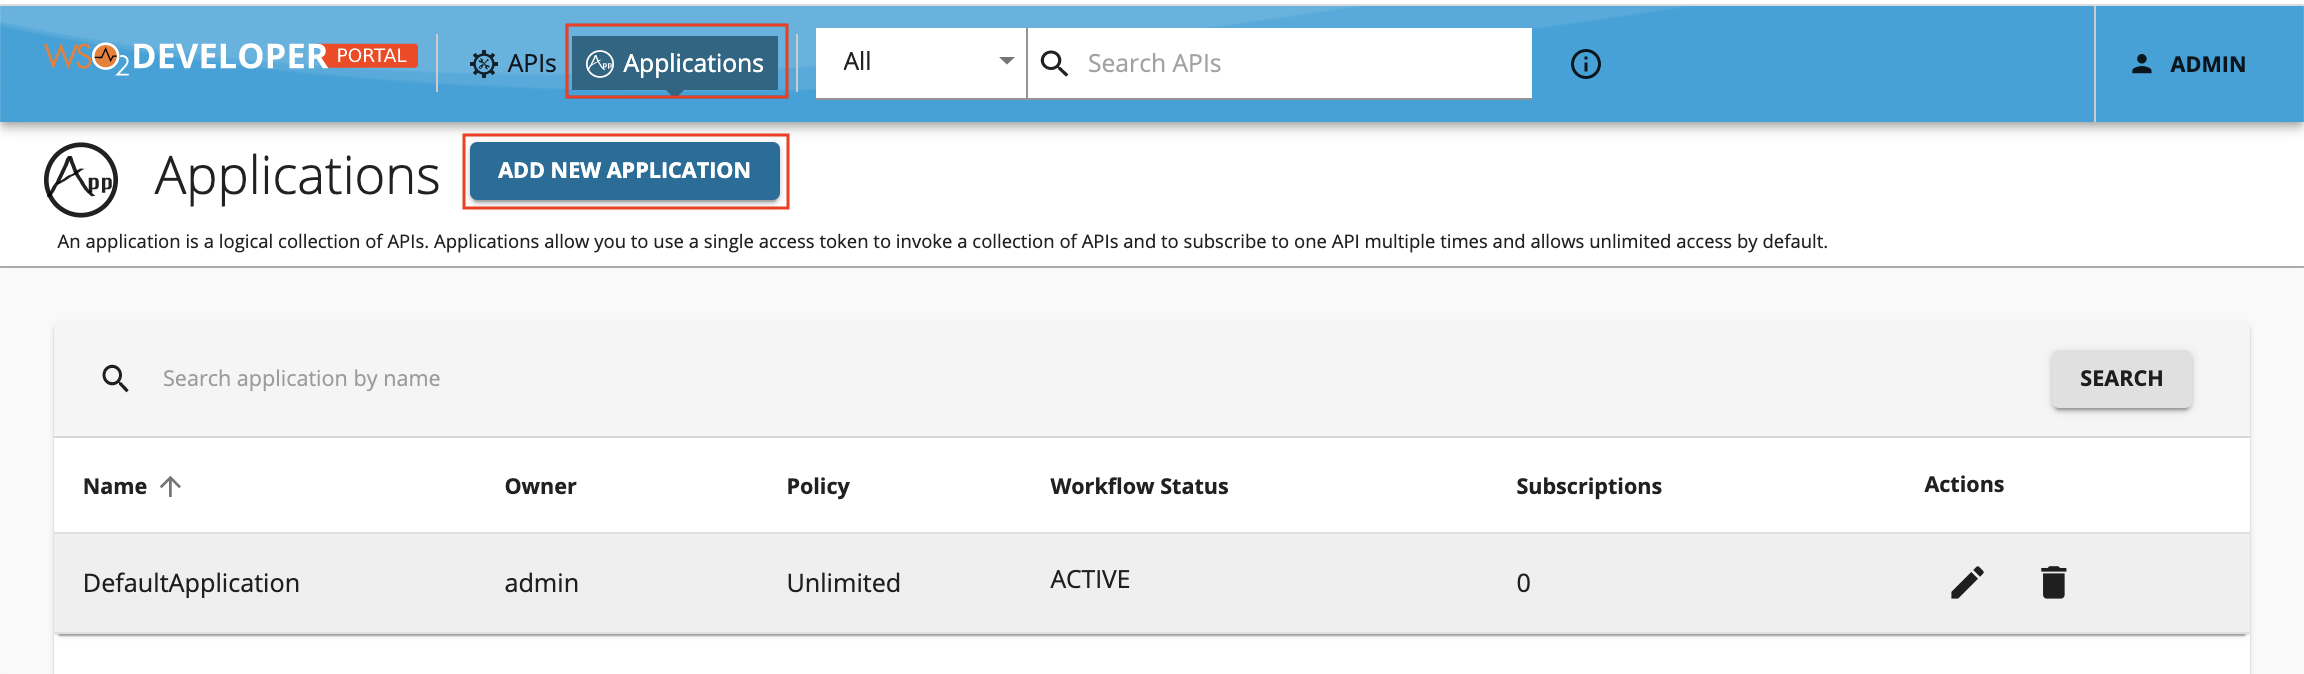 WSO2 DEVELOPER PORTAL APIs App Applications All Search APIs ADMIN
App Applications ADD NEW APPLICATION
An application is a logical collection of APIs. Applications allow you to use a single access token to invoke a collection of APIs and to subscribe to one API multiple times and allows unlimited access by default.
Search application by name SEARCH
Name Owner Policy Workflow Status Subscriptions Actions
DefaultApplication admin Unlimited ACTIVE 0